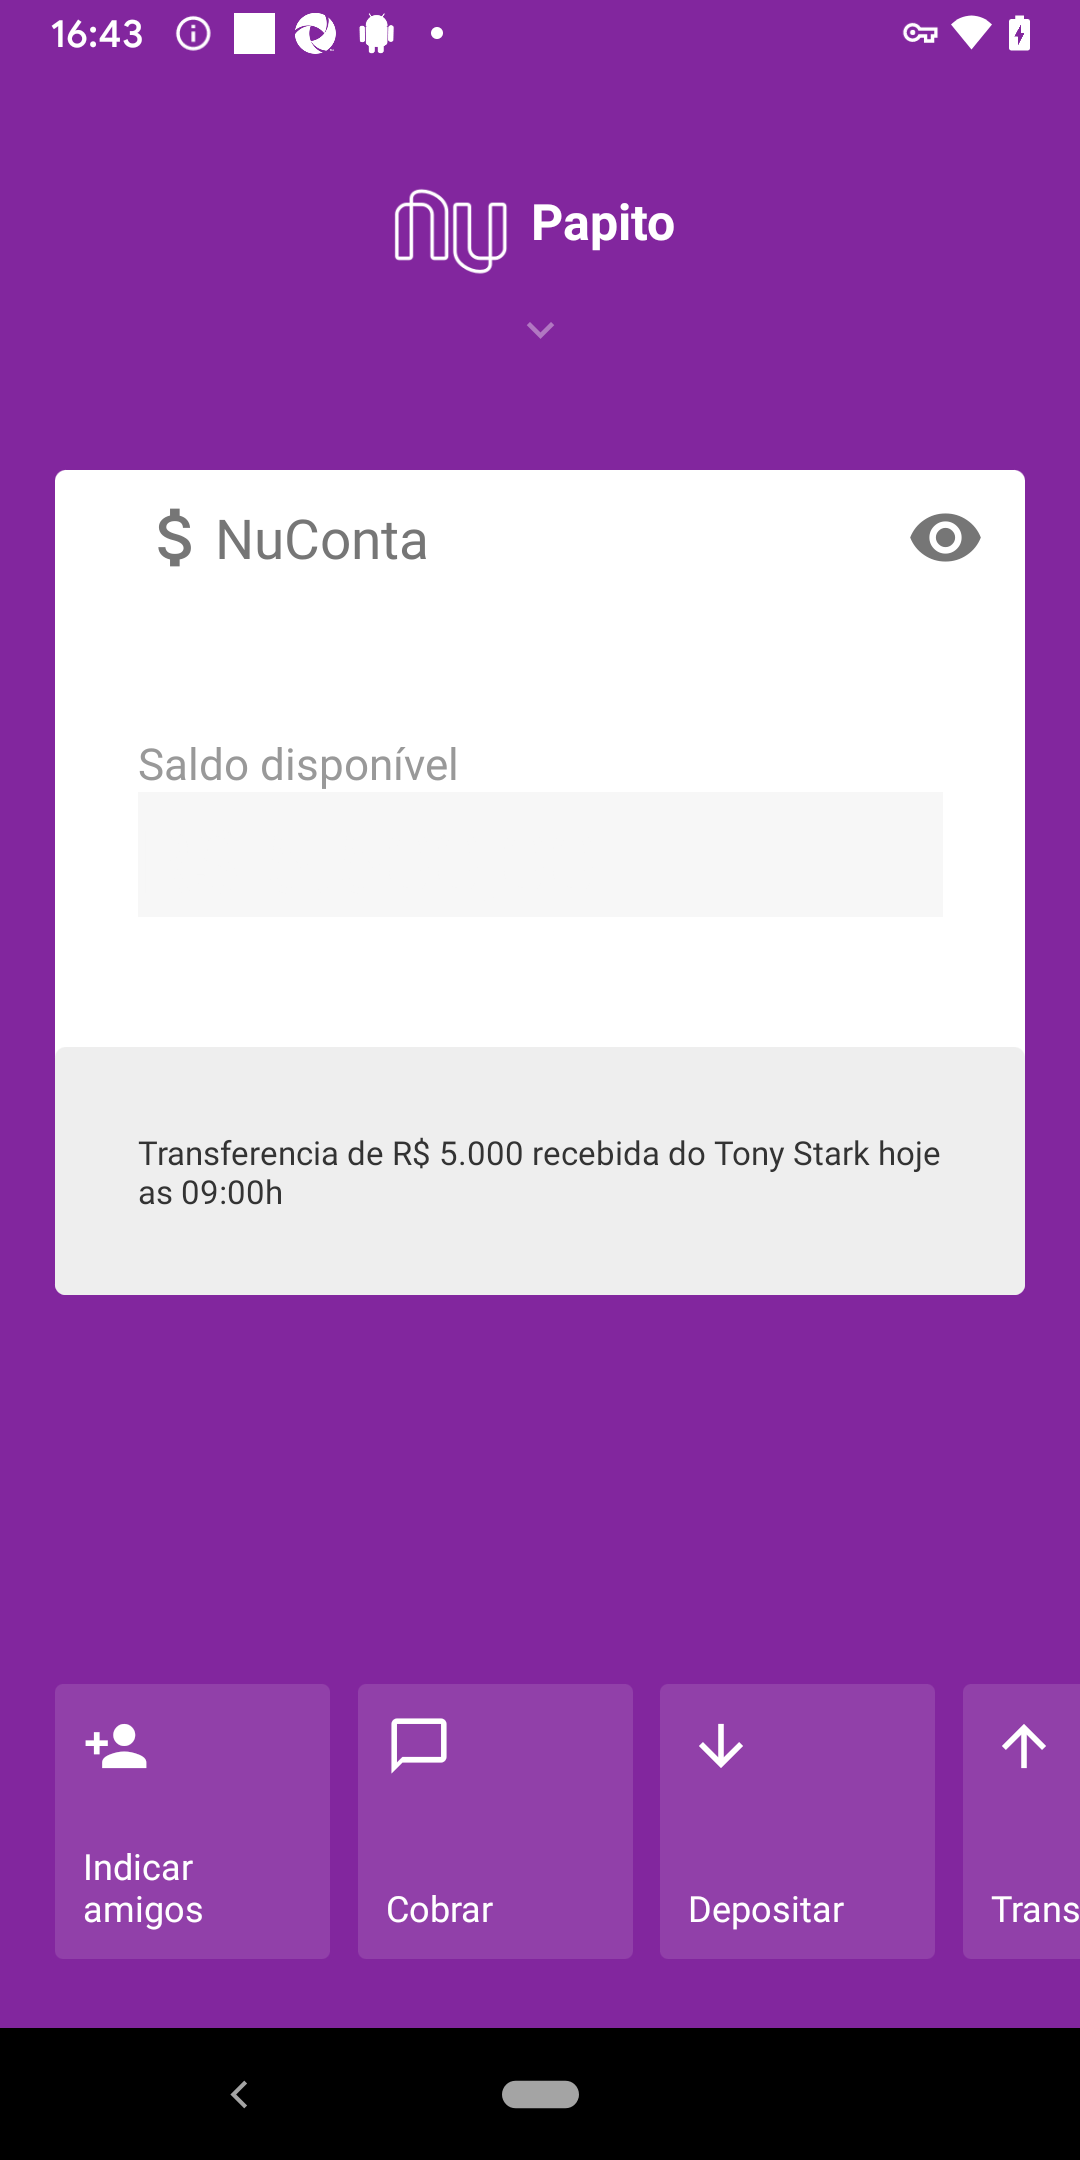 16:43
nu Papito
$ NuConta
Saldo disponível
Transferencia de R$ 5.000 recebida do Tony Stark hoje
as 09:00h
Indicar
amigos
Cobrar
Depositar
Trans